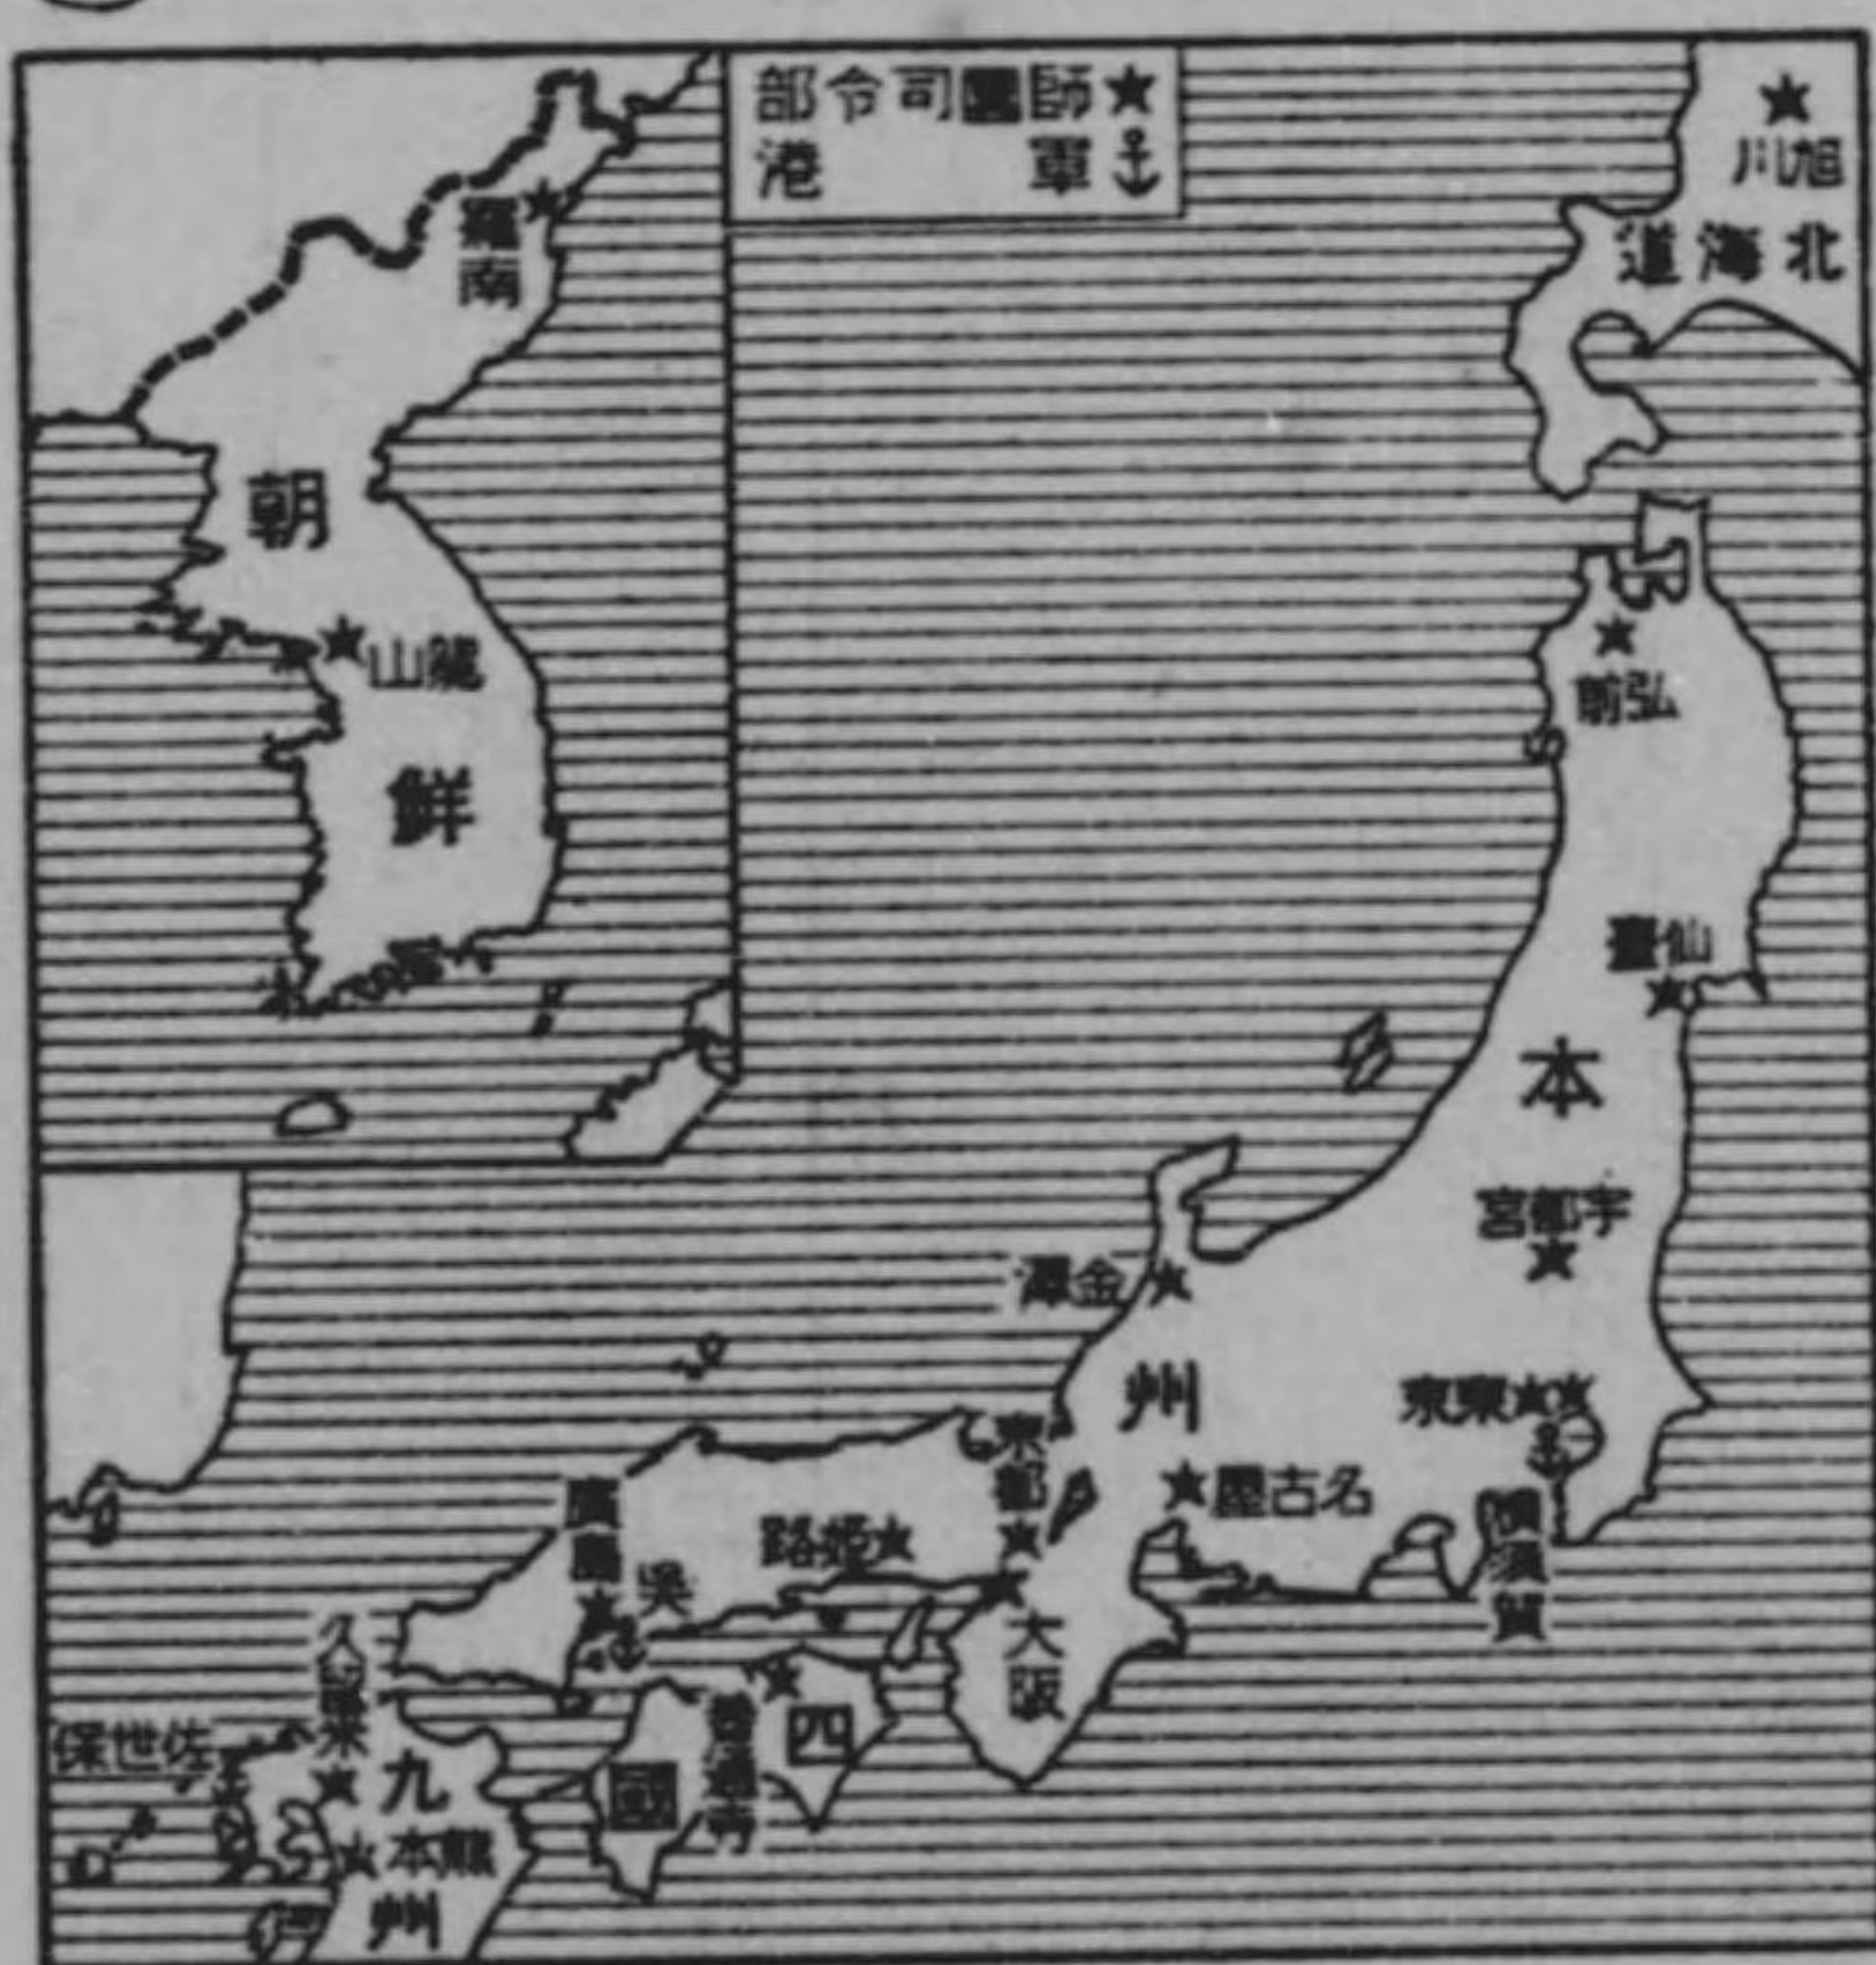 ★師團司令部
⚓軍港
旭川
北海道
弘前
仙臺
本州
宇都宮
金澤
東京
名古屋
橫須賀
京都
姬路
大阪
廣島
吳
四國
善通寺
久留米
佐世保
九州
熊本
朝鮮
羅南
龍山